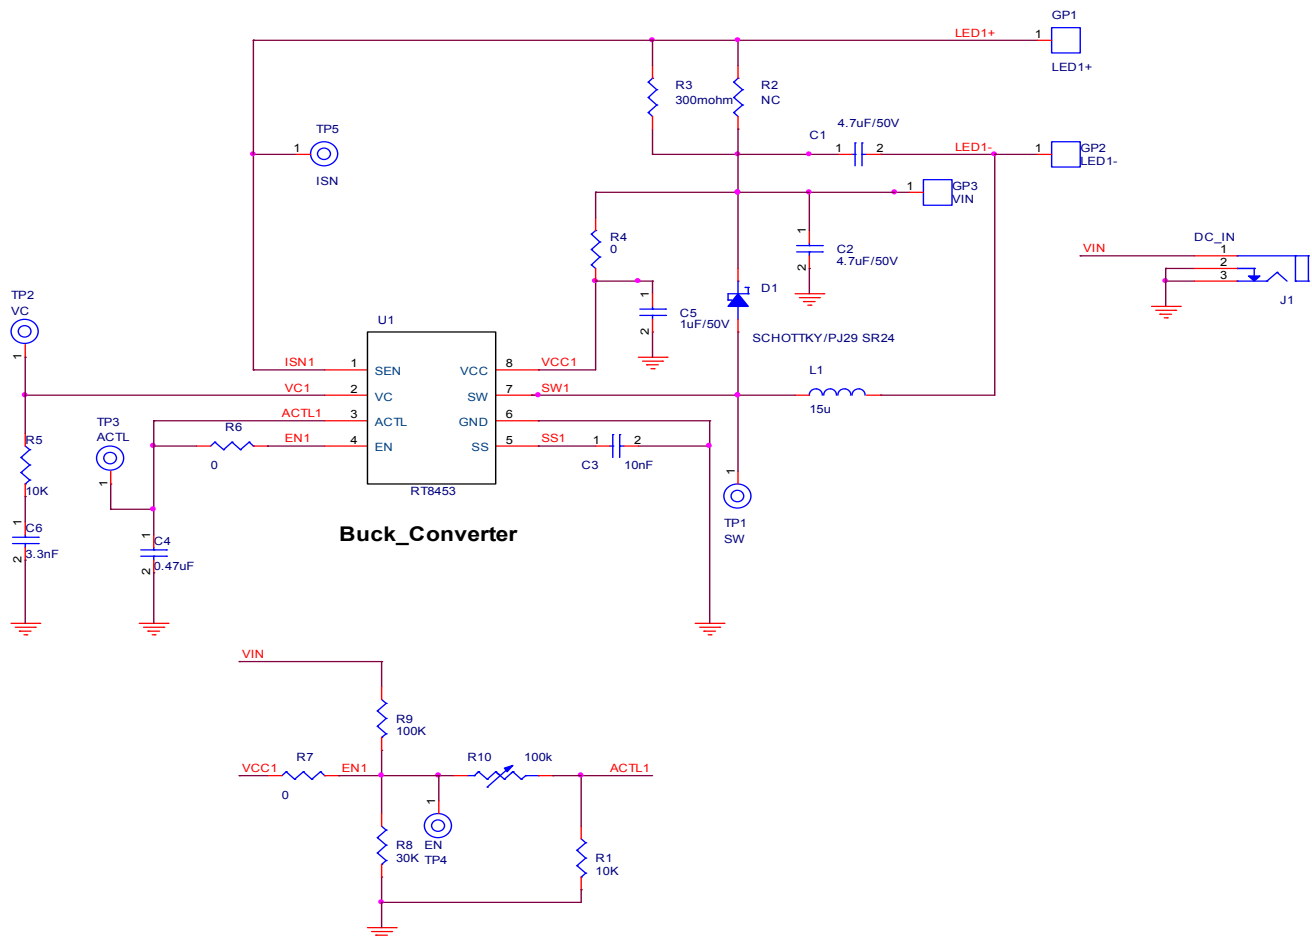 GP1
LED1+
1
LED1+
R3
300mohm
R2
NC
4.7uF/50V
C1
1
2
LED1-
1
GP2
LED1-
TP5
1
ISN
1
GP3
VIN
R4
0
1
C2
2
4.7uF/50V
VIN
DC_IN
1
2
3
J1
TP2
VC
1
1
C5
1uF/50V
2
D1
SCHOTTKY/PJ29 SR24
U1
ISN1
1
SEN
VCC
8
VCC1
VC1
2
VC
SW
7
SW1
L1
15u
ACTL1
3
ACTL
GND
6
EN1
4
EN
SS
5
SS1
1
2
C3
10nF
RT8453
TP3
ACTL
1
R6
0
R5
10K
1
C6
3.3nF
2
1
C4
0.47uF
2
1
TP1
SW
Buck_Converter
VIN
R9
100K
VCC1
R7
0
EN1
R10
100k
ACTL1
1
EN
TP4
R8
30K
R1
10K